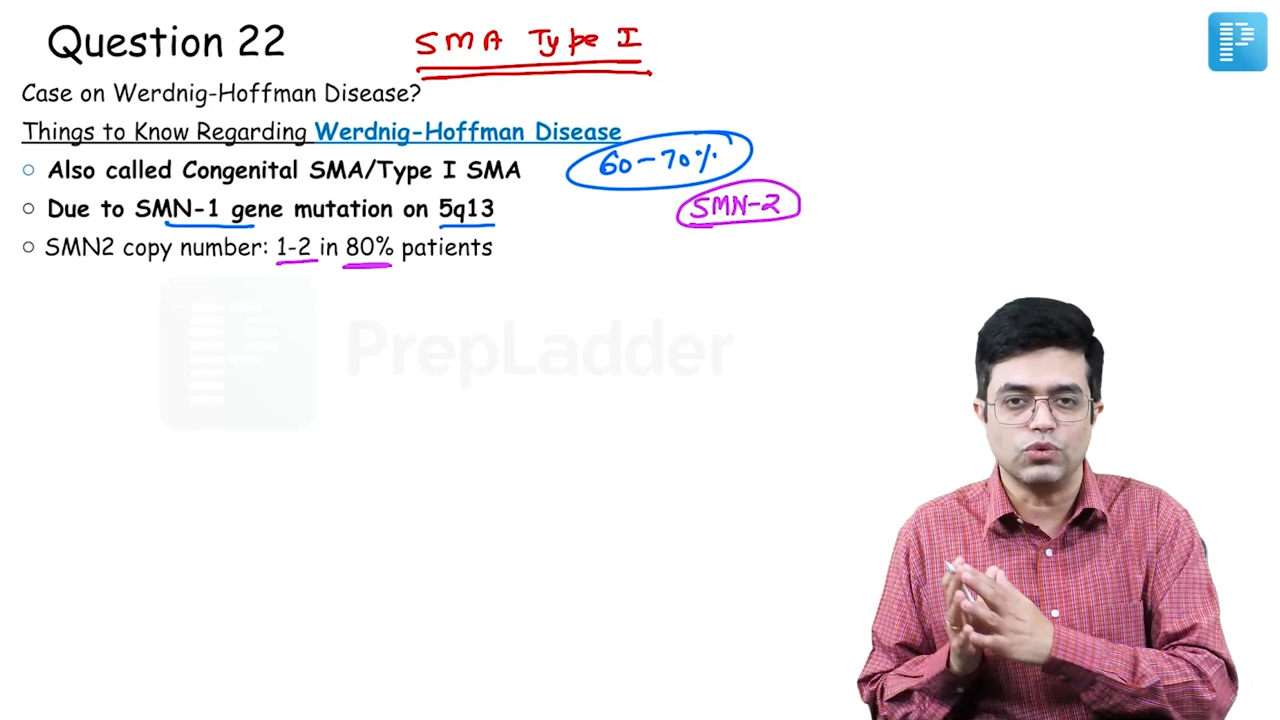 Question 22
SMA Type I
Case on Werdnig-Hoffman Disease?
Things to Know Regarding Werdnig-Hoffman Disease
Also called Congenital SMA/Type I SMA
60-70%
Due to SMN-1 gene mutation on 5q13
SMN-2
SMN2 copy number: 1-2 in 80% patients
PrepLadder